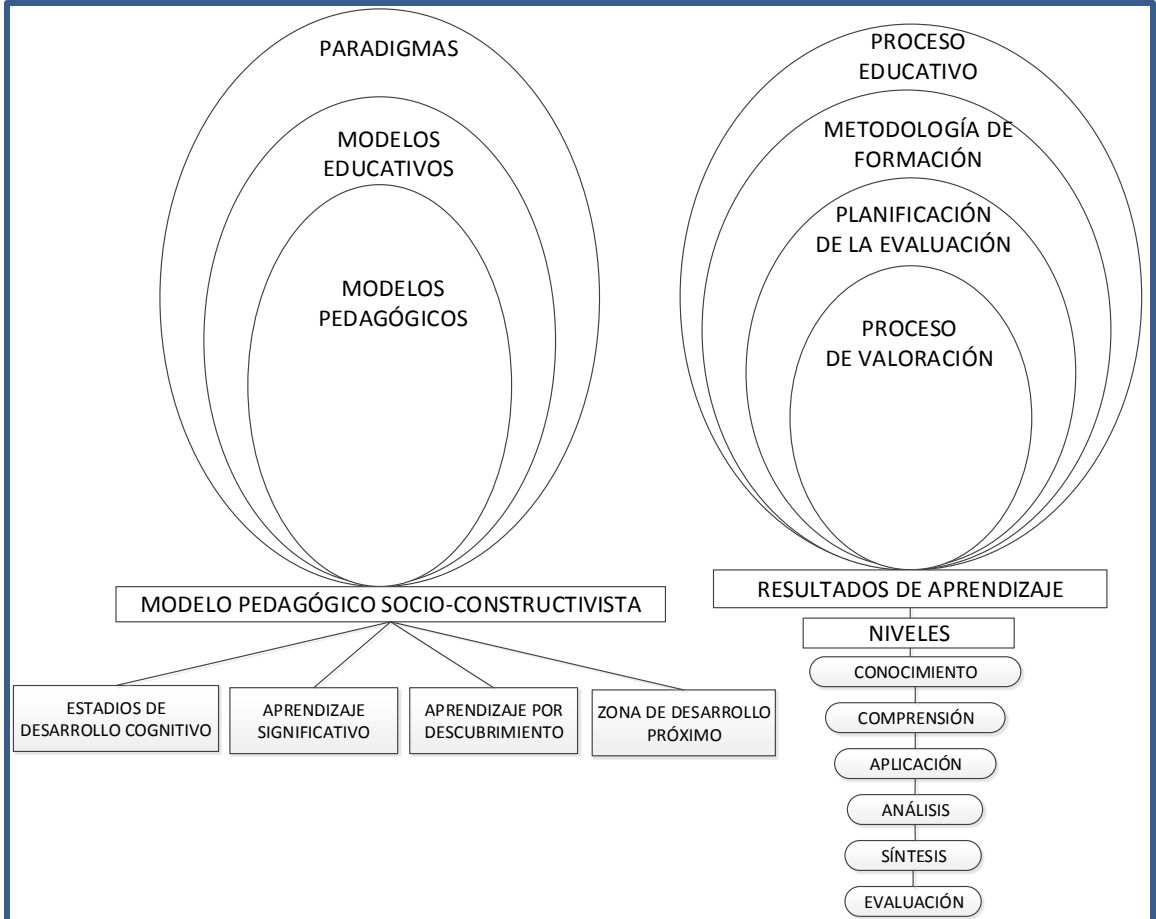 PARADIGMAS
MODELOS
EDUCATIVOS
MODELOS
PEDAGÓGICOS
MODELO PEDAGÓGICO SOCIO-CONSTRUCTIVISTA
ESTADIOS DE
DESARROLLO COGNITIVO
APRENDIZAJE
SIGNIFICATIVO
APRENDIZAJE POR
DESCUBRIMIENTO
ZONA DE DESARROLLO
PRÓXIMO
PROCESO
EDUCATIVO
METODOLOGÍA DE
FORMACIÓN
PLANIFICACIÓN
DE LA EVALUACIÓN
PROCESO
DE VALORACIÓN
RESULTADOS DE APRENDIZAJE
NIVELES
CONOCIMIENTO
COMPRENSIÓN
APLICACIÓN
ANÁLISIS
SÍNTESIS
EVALUACIÓN